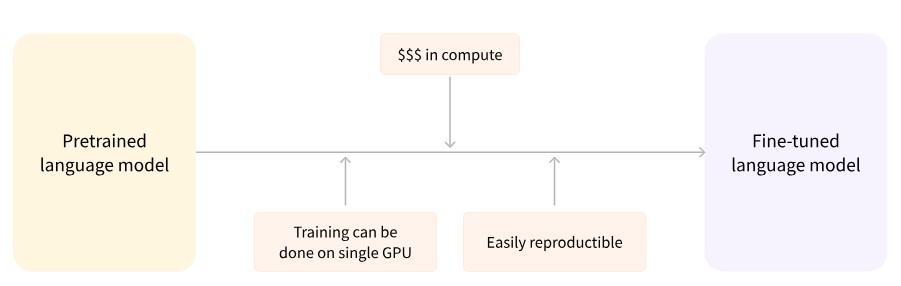 $$$ in compute
Pretrained
language model
Fine-tuned
language model
Training can be
done on single GPU
Easily reproductible